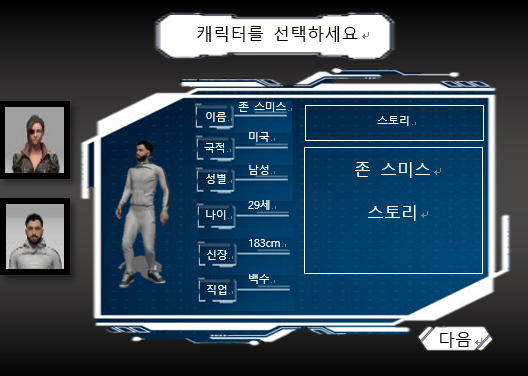 캐릭터를 선택하세요
이름 존 스미스
국적 미국
성별 남성
나이 29세
신장 183cm
직업 백수
스토리
존 스미스
스토리
다음